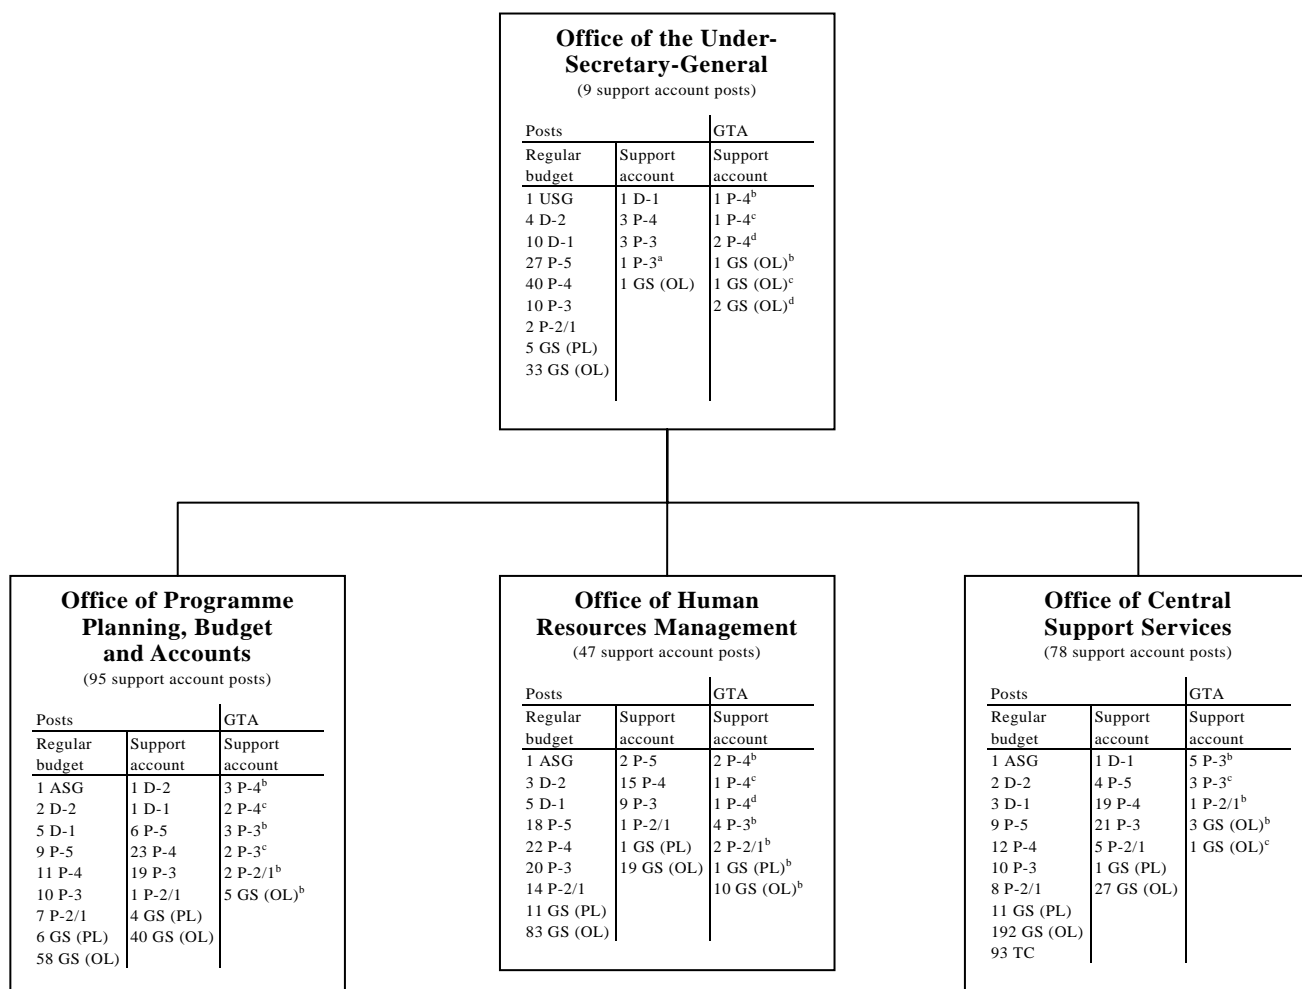 Office of the Under-
Secretary-General
(9 support account posts)
Posts GTA
Regular Support Support
budget account account
1 USG 1 D-1 1 P-4ᵇ
4 D-2 3 P-4 1 P-4ᶜ
10 D-1 3 P-3 2 P-4ᵈ
27 P-5 1 P-3ᵃ 1 GS (OL)ᵇ
40 P-4 1 GS (OL) 1 GS (OL)ᶜ
10 P-3 2 GS (OL)ᵈ
2 P-2/1
5 GS (PL)
33 GS (OL)
Office of Programme
Planning, Budget
and Accounts
(95 support account posts)
Posts GTA
Regular Support Support
budget account account
1 ASG 1 D-2 3 P-4ᵇ
2 D-2 1 D-1 2 P-4ᶜ
5 D-1 6 P-5 3 P-3ᵇ
9 P-5 23 P-4 2 P-3ᶜ
11 P-4 19 P-3 2 P-2/1ᵇ
10 P-3 1 P-2/1 5 GS (OL)ᵇ
7 P-2/1 4 GS (PL)
6 GS (PL) 40 GS (OL)
58 GS (OL)
Office of Human
Resources Management
(47 support account posts)
Posts GTA
Regular Support Support
budget account account
1 ASG 2 P-5 2 P-4ᵇ
3 D-2 15 P-4 1 P-4ᶜ
5 D-1 9 P-3 1 P-4ᵈ
18 P-5 1 P-2/1 4 P-3ᵇ
22 P-4 1 GS (PL) 2 P-2/1ᵇ
20 P-3 19 GS (OL) 1 GS (PL)ᵇ
14 P-2/1 10 GS (OL)ᵇ
11 GS (PL)
83 GS (OL)
Office of Central
Support Services
(78 support account posts)
Posts GTA
Regular Support Support
budget account account
1 ASG 1 D-1 5 P-3ᵇ
2 D-2 4 P-5 3 P-3ᶜ
3 D-1 19 P-4 1 P-2/1ᵇ
9 P-5 21 P-3 3 GS (OL)ᵇ
12 P-4 5 P-2/1 1 GS (OL)ᶜ
10 P-3 1 GS (PL)
8 P-2/1 27 GS (OL)
11 GS (PL)
192 GS (OL)
93 TC